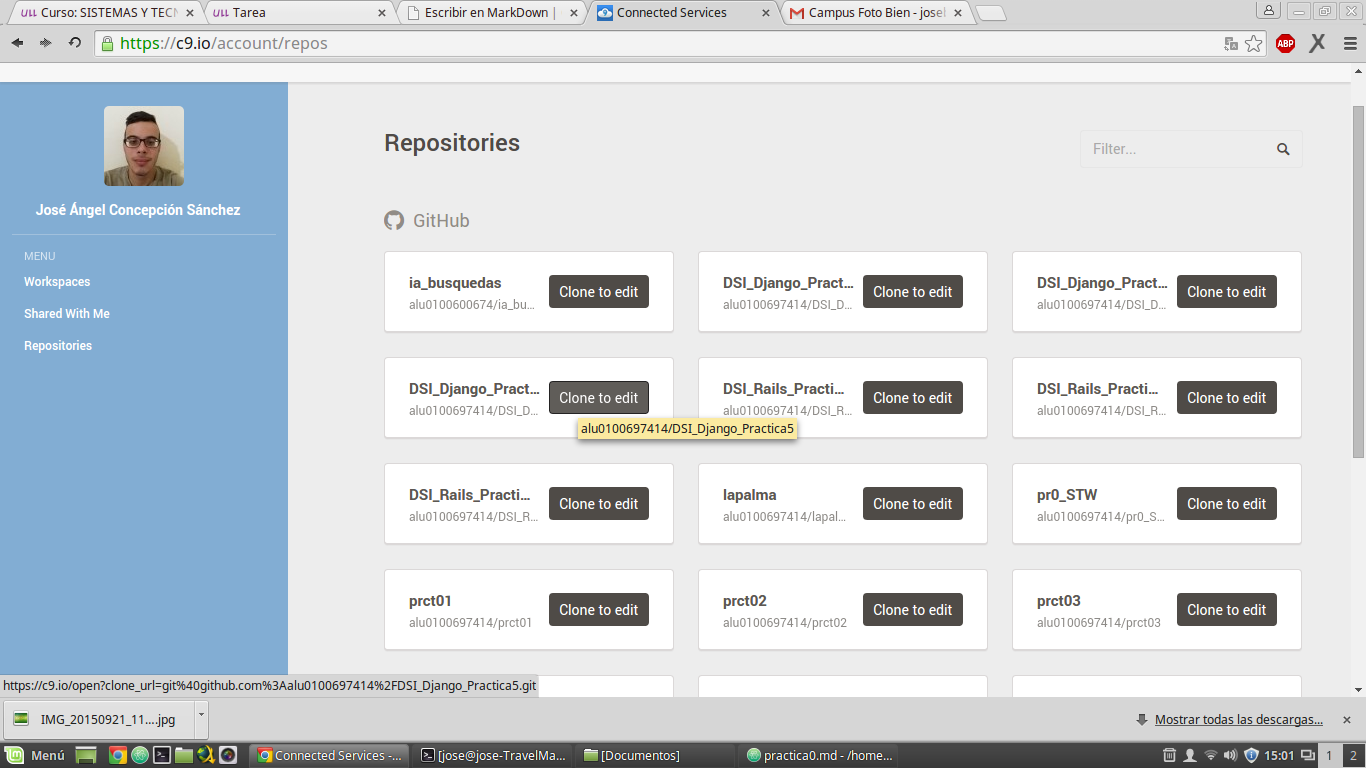 ULL Curso: SISTEMAS Y TECN
ULL Tarea
Escribir en MarkDown |
Connected Services
Campus Foto Bien - josel
https://c9.io/account/repos
ABP
José Ángel Concepción Sánchez
MENU
Workspaces
Shared With Me
Repositories
Repositories
Filter...
GitHub
ia_busquedas
alu0100600674/ia_bu...
Clone to edit
DSI_Django_Pract...
alu0100697414/DSI_D...
Clone to edit
DSI_Django_Pract...
alu0100697414/DSI_D...
Clone to edit
DSI_Django_Pract...
alu0100697414/DSI_D...
Clone to edit
alu0100697414/DSI_Django_Practica5
DSI_Rails_Practi...
alu0100697414/DSI_R...
Clone to edit
DSI_Rails_Practi...
alu0100697414/DSI_R...
Clone to edit
DSI_Rails_Practi...
alu0100697414/DSI_R...
Clone to edit
lapalma
alu0100697414/lapal...
Clone to edit
pr0_STW
alu0100697414/pr0_S...
Clone to edit
prct01
alu0100697414/prct01
Clone to edit
prct02
alu0100697414/prct02
Clone to edit
prct03
alu0100697414/prct03
Clone to edit
https://c9.io/open?clone_url=git%40github.com%3Aalu0100697414%2FDSI_Django_Practica5.git
IMG_20150921_11....jpg
Mostrar todas las descargas...
Menú
Connected Services -...
[jose@jose-TravelMa...
[Documentos]
practica0.md - /home...
15:01
1
2